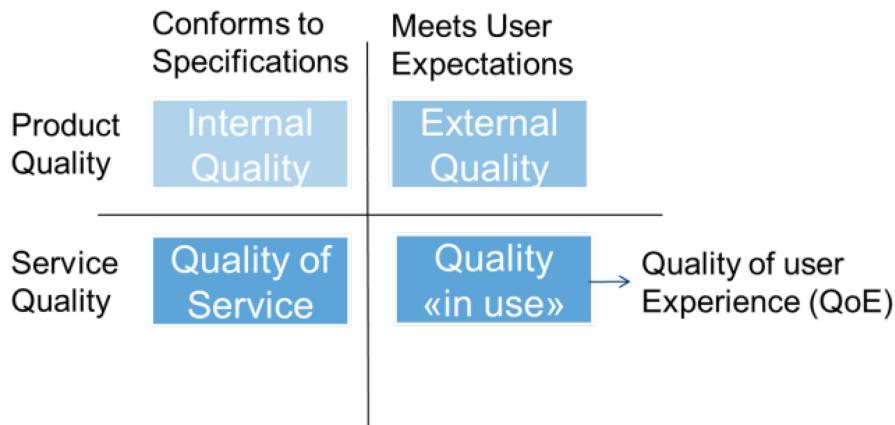 Conforms to
Specifications
Meets User
Expectations
Product
Quality
Internal
Quality
External
Quality
Service
Quality
Quality of
Service
Quality
«in use»
Quality of user
Experience (QoE)